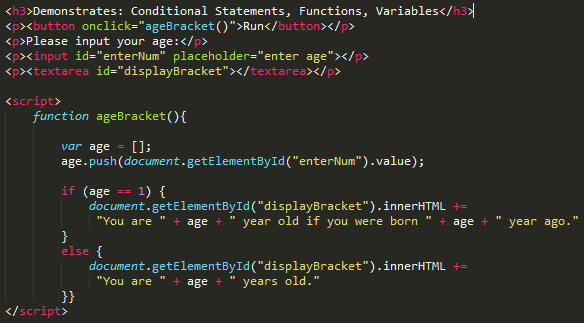 <h3>Demonstrates: Conditional Statements, Functions, Variables</h3>
<p><button onclick="ageBracket()">Run</button></p>
<p>Please input your age:</p>
<p><input id="enterNum" placeholder="enter age"></p>
<p><textarea id="displayBracket"></textarea></p>
<script>
function ageBracket(){
var age = [];
age.push(document.getElementById("enterNum").value);
if (age == 1) {
document.getElementById("displayBracket").innerHTML +=
"You are " + age + " year old if you were born " + age + " year ago."
}
else {
document.getElementById("displayBracket").innerHTML +=
"You are " + age + " years old."
}}
</script>